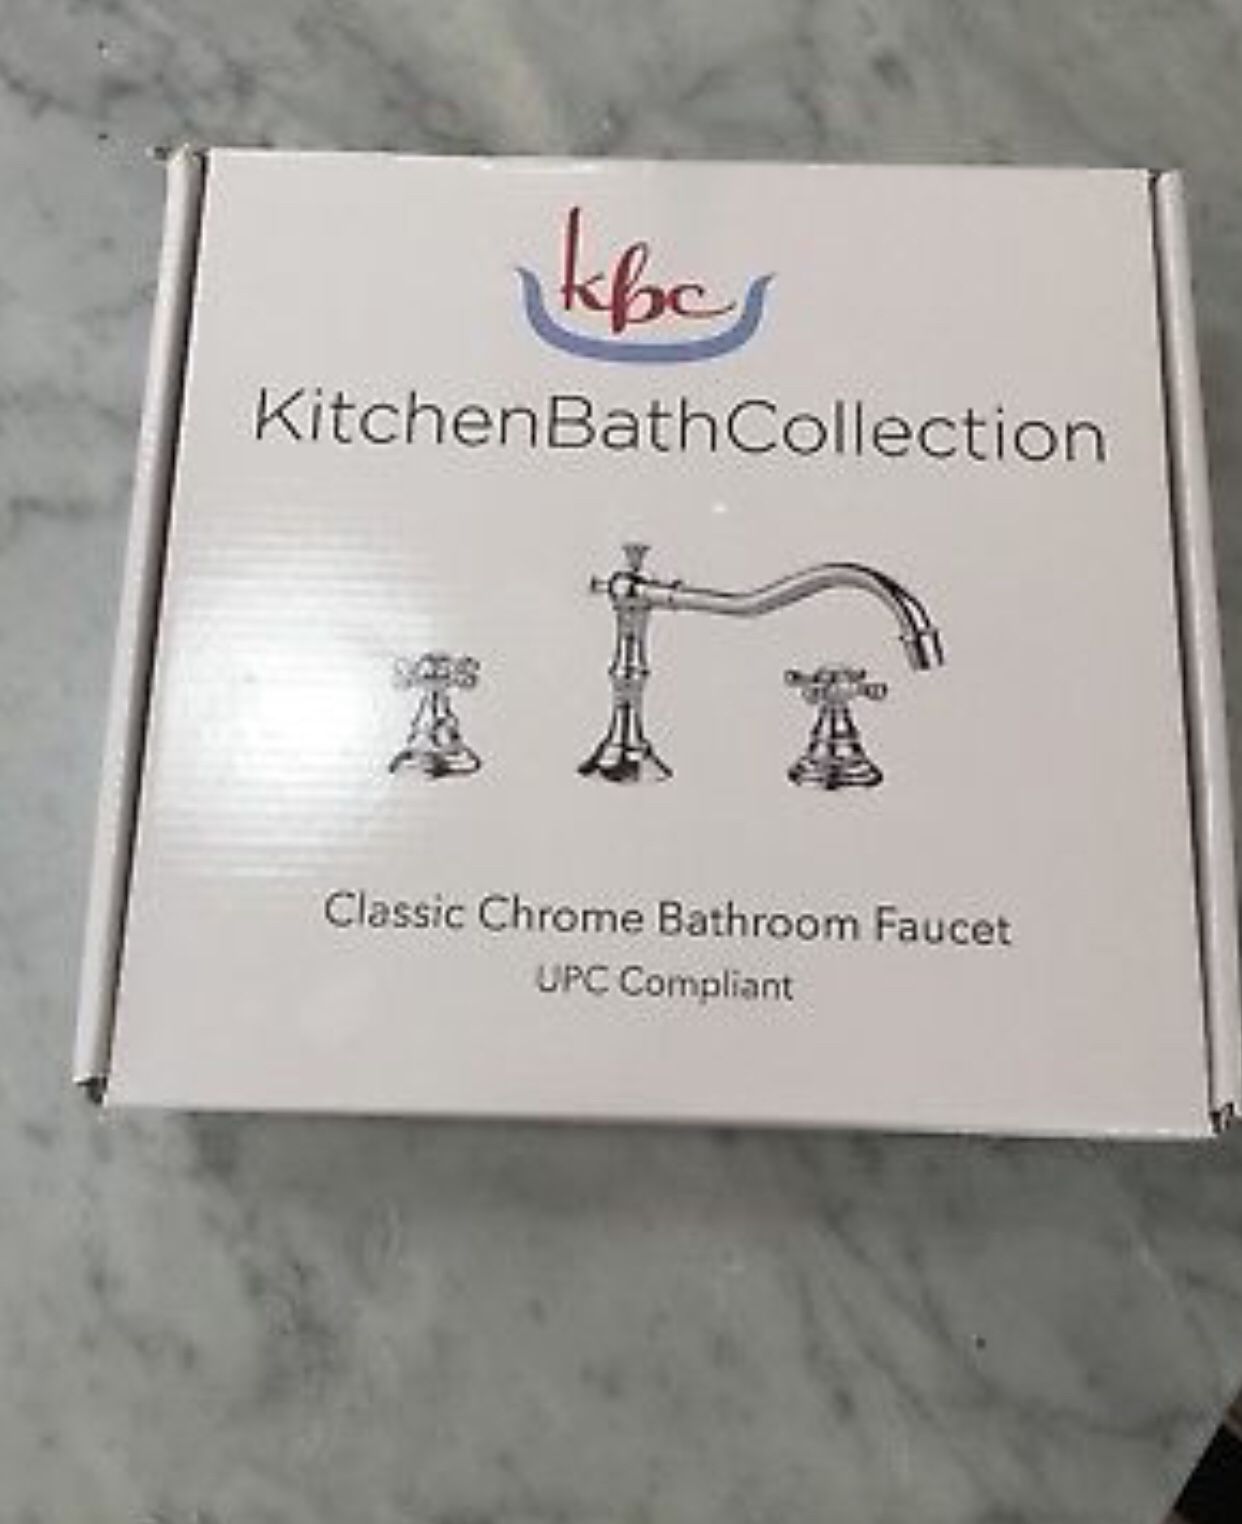 kbc
KitchenBathCollection
Classic Chrome Bathroom Faucet
UPC Compliant